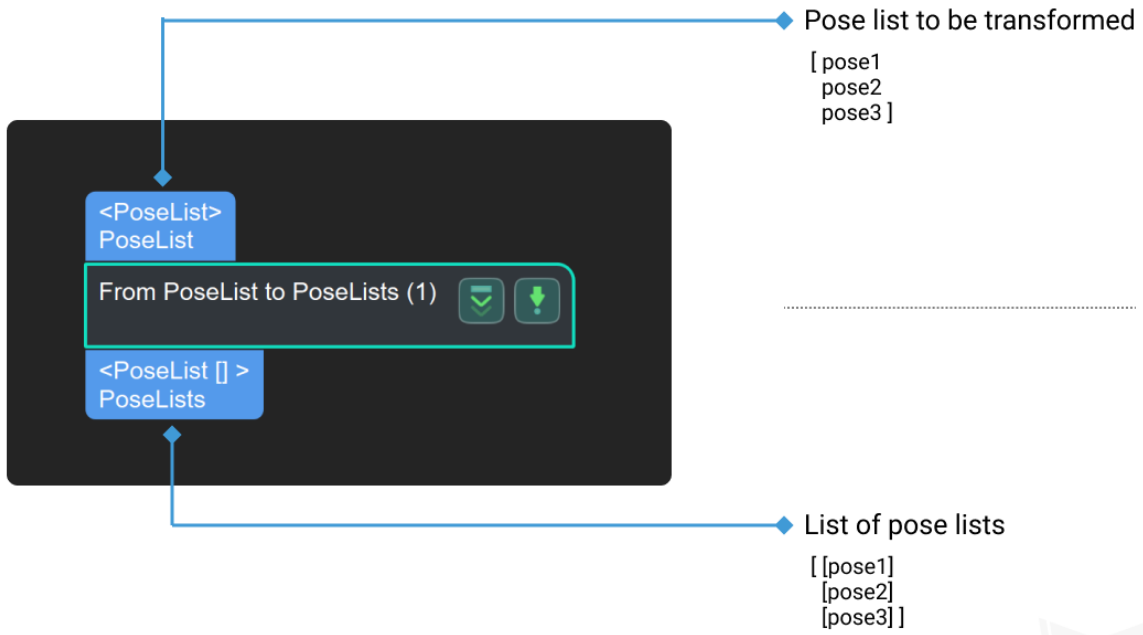 Pose list to be transformed
[ pose1
pose2
pose3 ]
<PoseList>
PoseList
From PoseList to PoseLists (1)
<PoseList [] >
PoseLists
List of pose lists
[ [pose1]
[pose2]
[pose3] ]